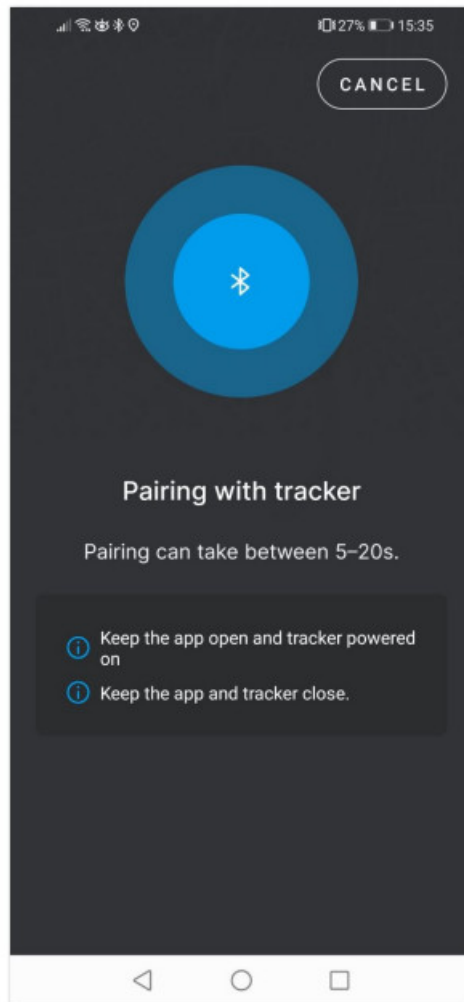 27% 15:35
CANCEL
Pairing with tracker
Pairing can take between 5–20s.
Keep the app open and tracker powered
on
Keep the app and tracker close.